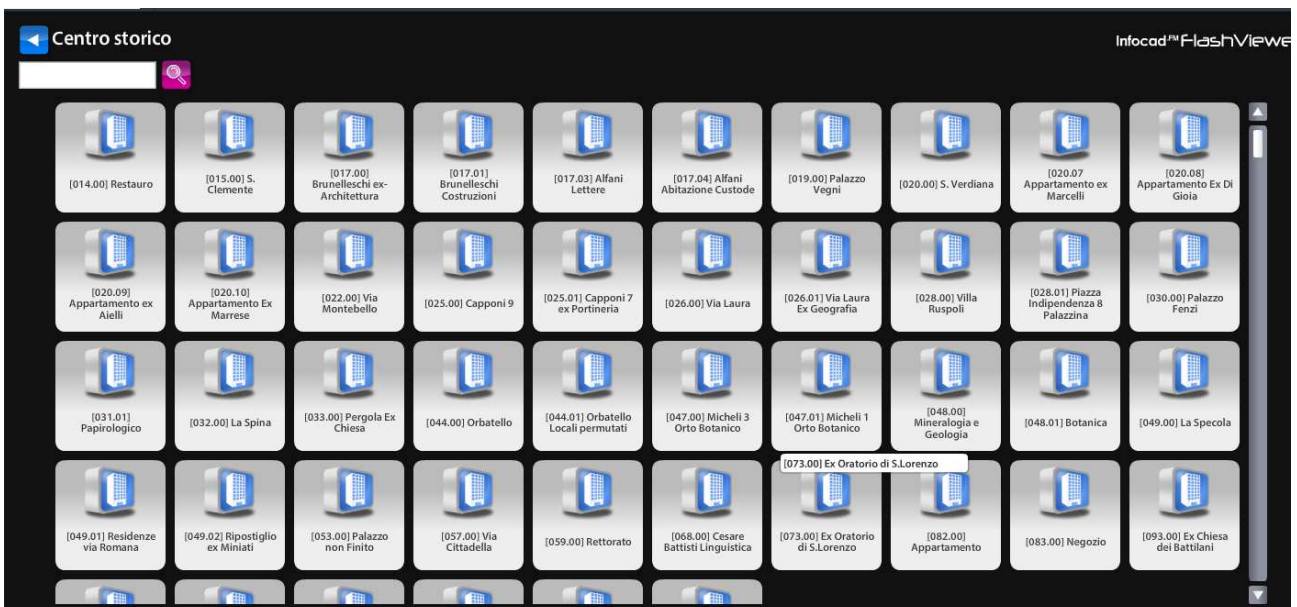 Centro storico
Infocad FM FlashViewe
[014.00] Restauro
[015.00] S.
Clemente
[017.00]
Brunelleschi ex-
Architettura
[017.01]
Brunelleschi
Costruzioni
[017.03] Alfani
Lettere
[017.04] Alfani
Abitazione Custode
[019.00] Palazzo
Vegni
[020.00] S. Verdiana
[020.07
Appartamento ex
Marcelli
[020.08]
Appartamento Ex Di
Gioia
[020.09]
Appartamento ex
Aielli
[020.10]
Appartamento Ex
Marrese
[022.00] Via
Montebello
[025.00] Capponi 9
[025.01] Capponi 7
ex Portineria
[026.00] Via Laura
[026.01] Via Laura
Ex Geografia
[028.00] Villa
Ruspoli
[028.01] Piazza
Indipendenza 8
Palazzina
[030.00] Palazzo
Fenzi
[031.01]
Papirologico
[032.00] La Spina
[033.00] Pergola Ex
Chiesa
[044.00] Orbatello
[044.01] Orbatello
Locali permutati
[047.00] Micheli 3
Orto Botanico
[047.01] Micheli 1
Orto Botanico
[048.00]
Mineralogia e
Geologia
[048.01] Botanica
[049.00] La Specola
[073.00] Ex Oratorio di S.Lorenzo
[049.01] Residenze
via Romana
[049.02] Ripostiglio
ex Miniati
[053.00] Palazzo
non Finito
[057.00] Via
Cittadella
[059.00] Rettorato
[068.00] Cesare
Battisti Linguistica
[073.00] Ex Oratorio
di S.Lorenzo
[082.00]
Appartamento
[083.00] Negozio
[093.00] Ex Chiesa
dei Battilani